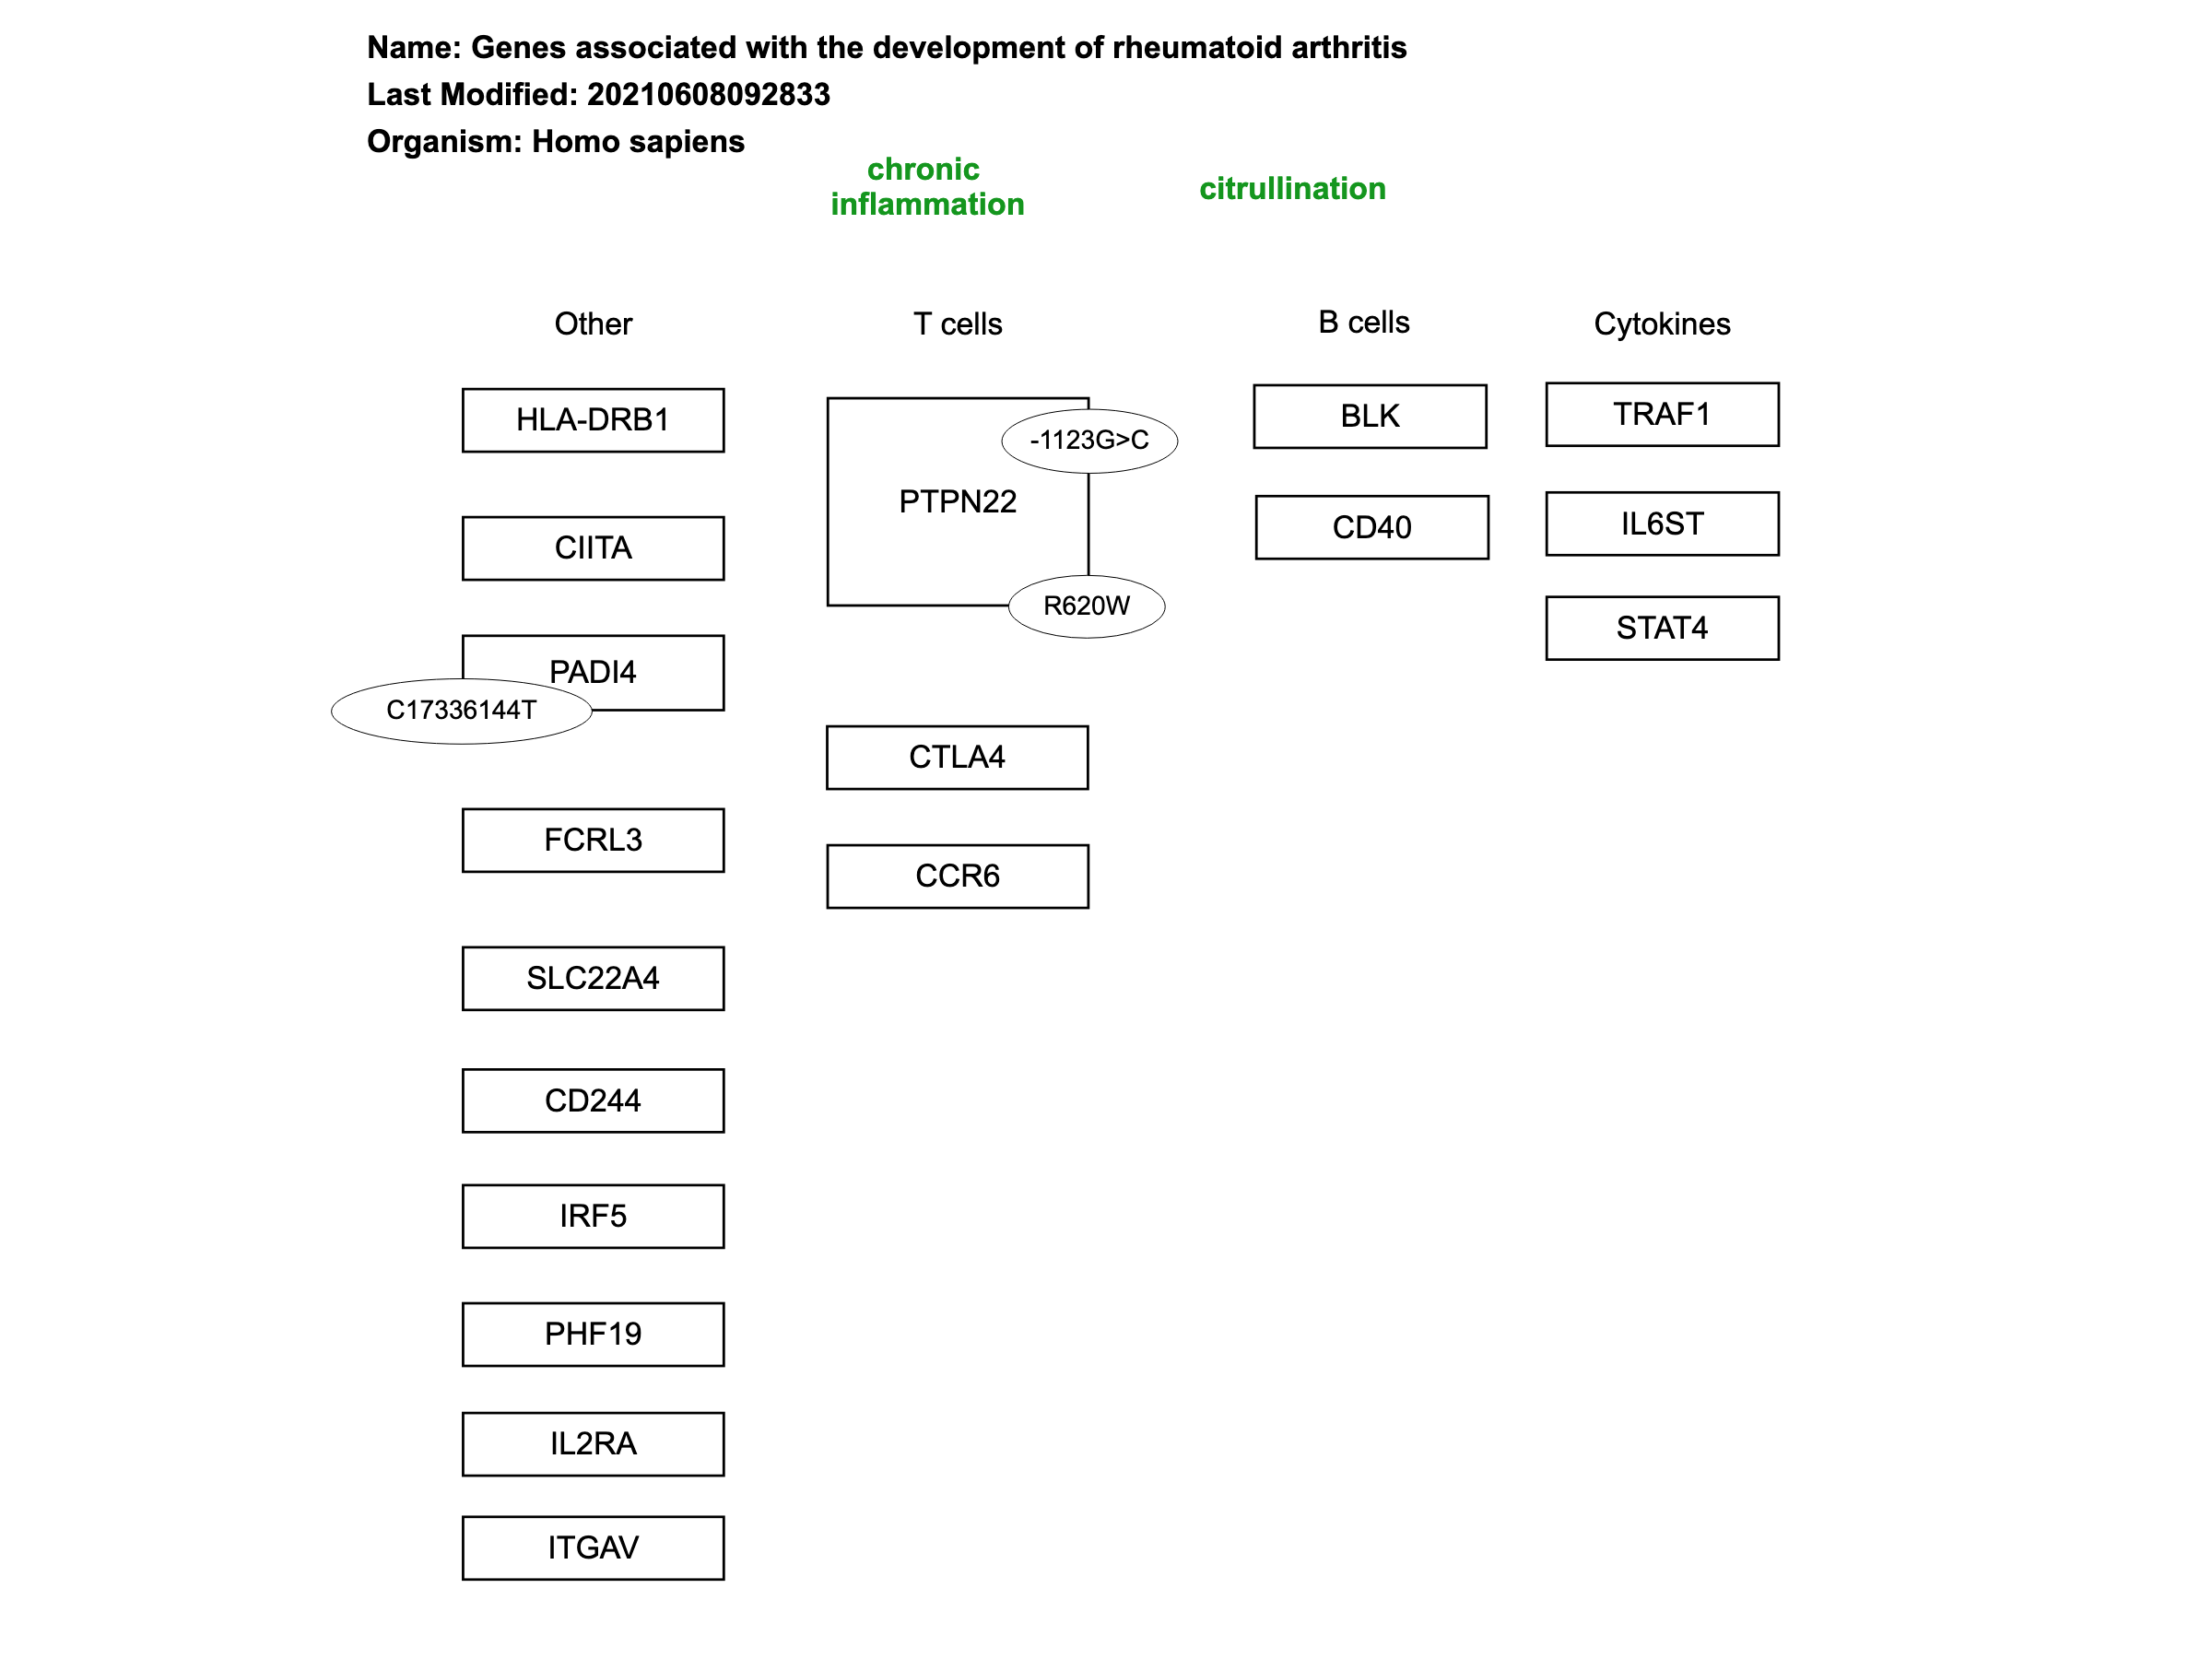 Name: Genes associated with the development of rheumatoid arthritis
Last Modified: 20210608092833
Organism: Homo sapiens
chronic
inflammation
citrullination
Other
T cells
B cells
Cytokines
HLA-DRB1
CIITA
PADI4
C17336144T
FCRL3
SLC22A4
CD244
IRF5
PHF19
IL2RA
ITGAV
-1123G>C
PTPN22
R620W
CTLA4
CCR6
BLK
CD40
TRAF1
IL6ST
STAT4